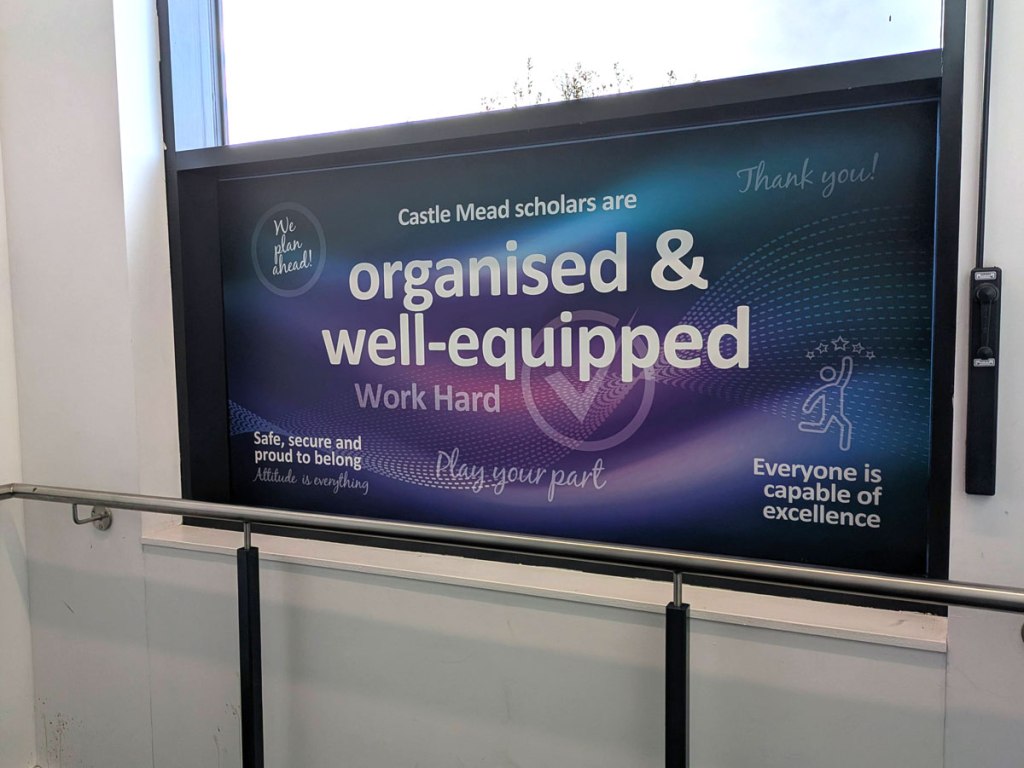 Thank you!
Castle Mead scholars are
We
plan
ahead!
organised &
well-equipped
Work Hard
Safe, secure and
proud to belong
Attitude is everything
Play your part
Everyone is
capable of
excellence